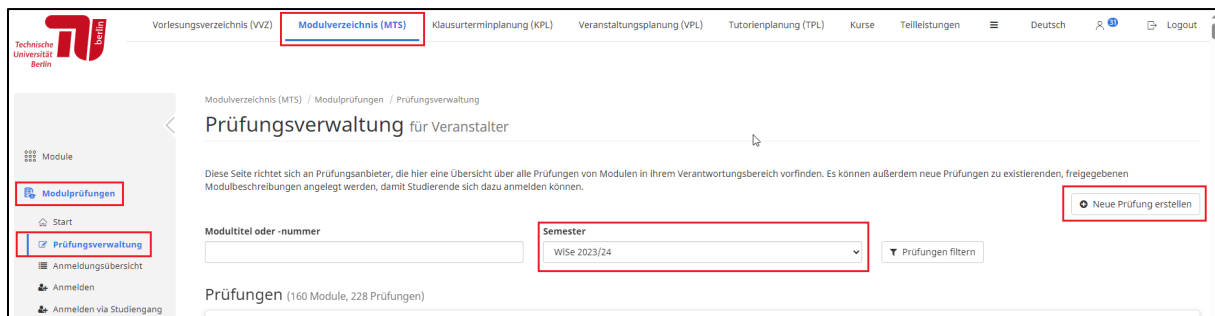 Vorlesungsverzeichnis (VVZ) Modulverzeichnis (MTS) Klausurterminplanung (KPL) Veranstaltungsplanung (VPL) Tutorienplanung (TPL) Kurse Teilleistungen Deutsch 31 Logout
Technische
Universität
Berlin
berlin
Modulverzeichnis (MTS) / Modulprüfungen / Prüfungsverwaltung
Prüfungsverwaltung für Veranstalter
Module
Modulprüfungen
Start
Prüfungsverwaltung
Anmeldungsübersicht
Anmelden
Anmelden via Studiengang
Diese Seite richtet sich an Prüfungsanbieter, die hier eine Übersicht über alle Prüfungen von Modulen in ihrem Verantwortungsbereich vorfinden. Es können außerdem neue Prüfungen zu existierenden, freigegebenen
Modulbeschreibungen angelegt werden, damit Studierende sich dazu anmelden können.
Neue Prüfung erstellen
Modultitel oder -nummer
Semester
WiSe 2023/24
Prüfungen filtern
Prüfungen (160 Module, 228 Prüfungen)